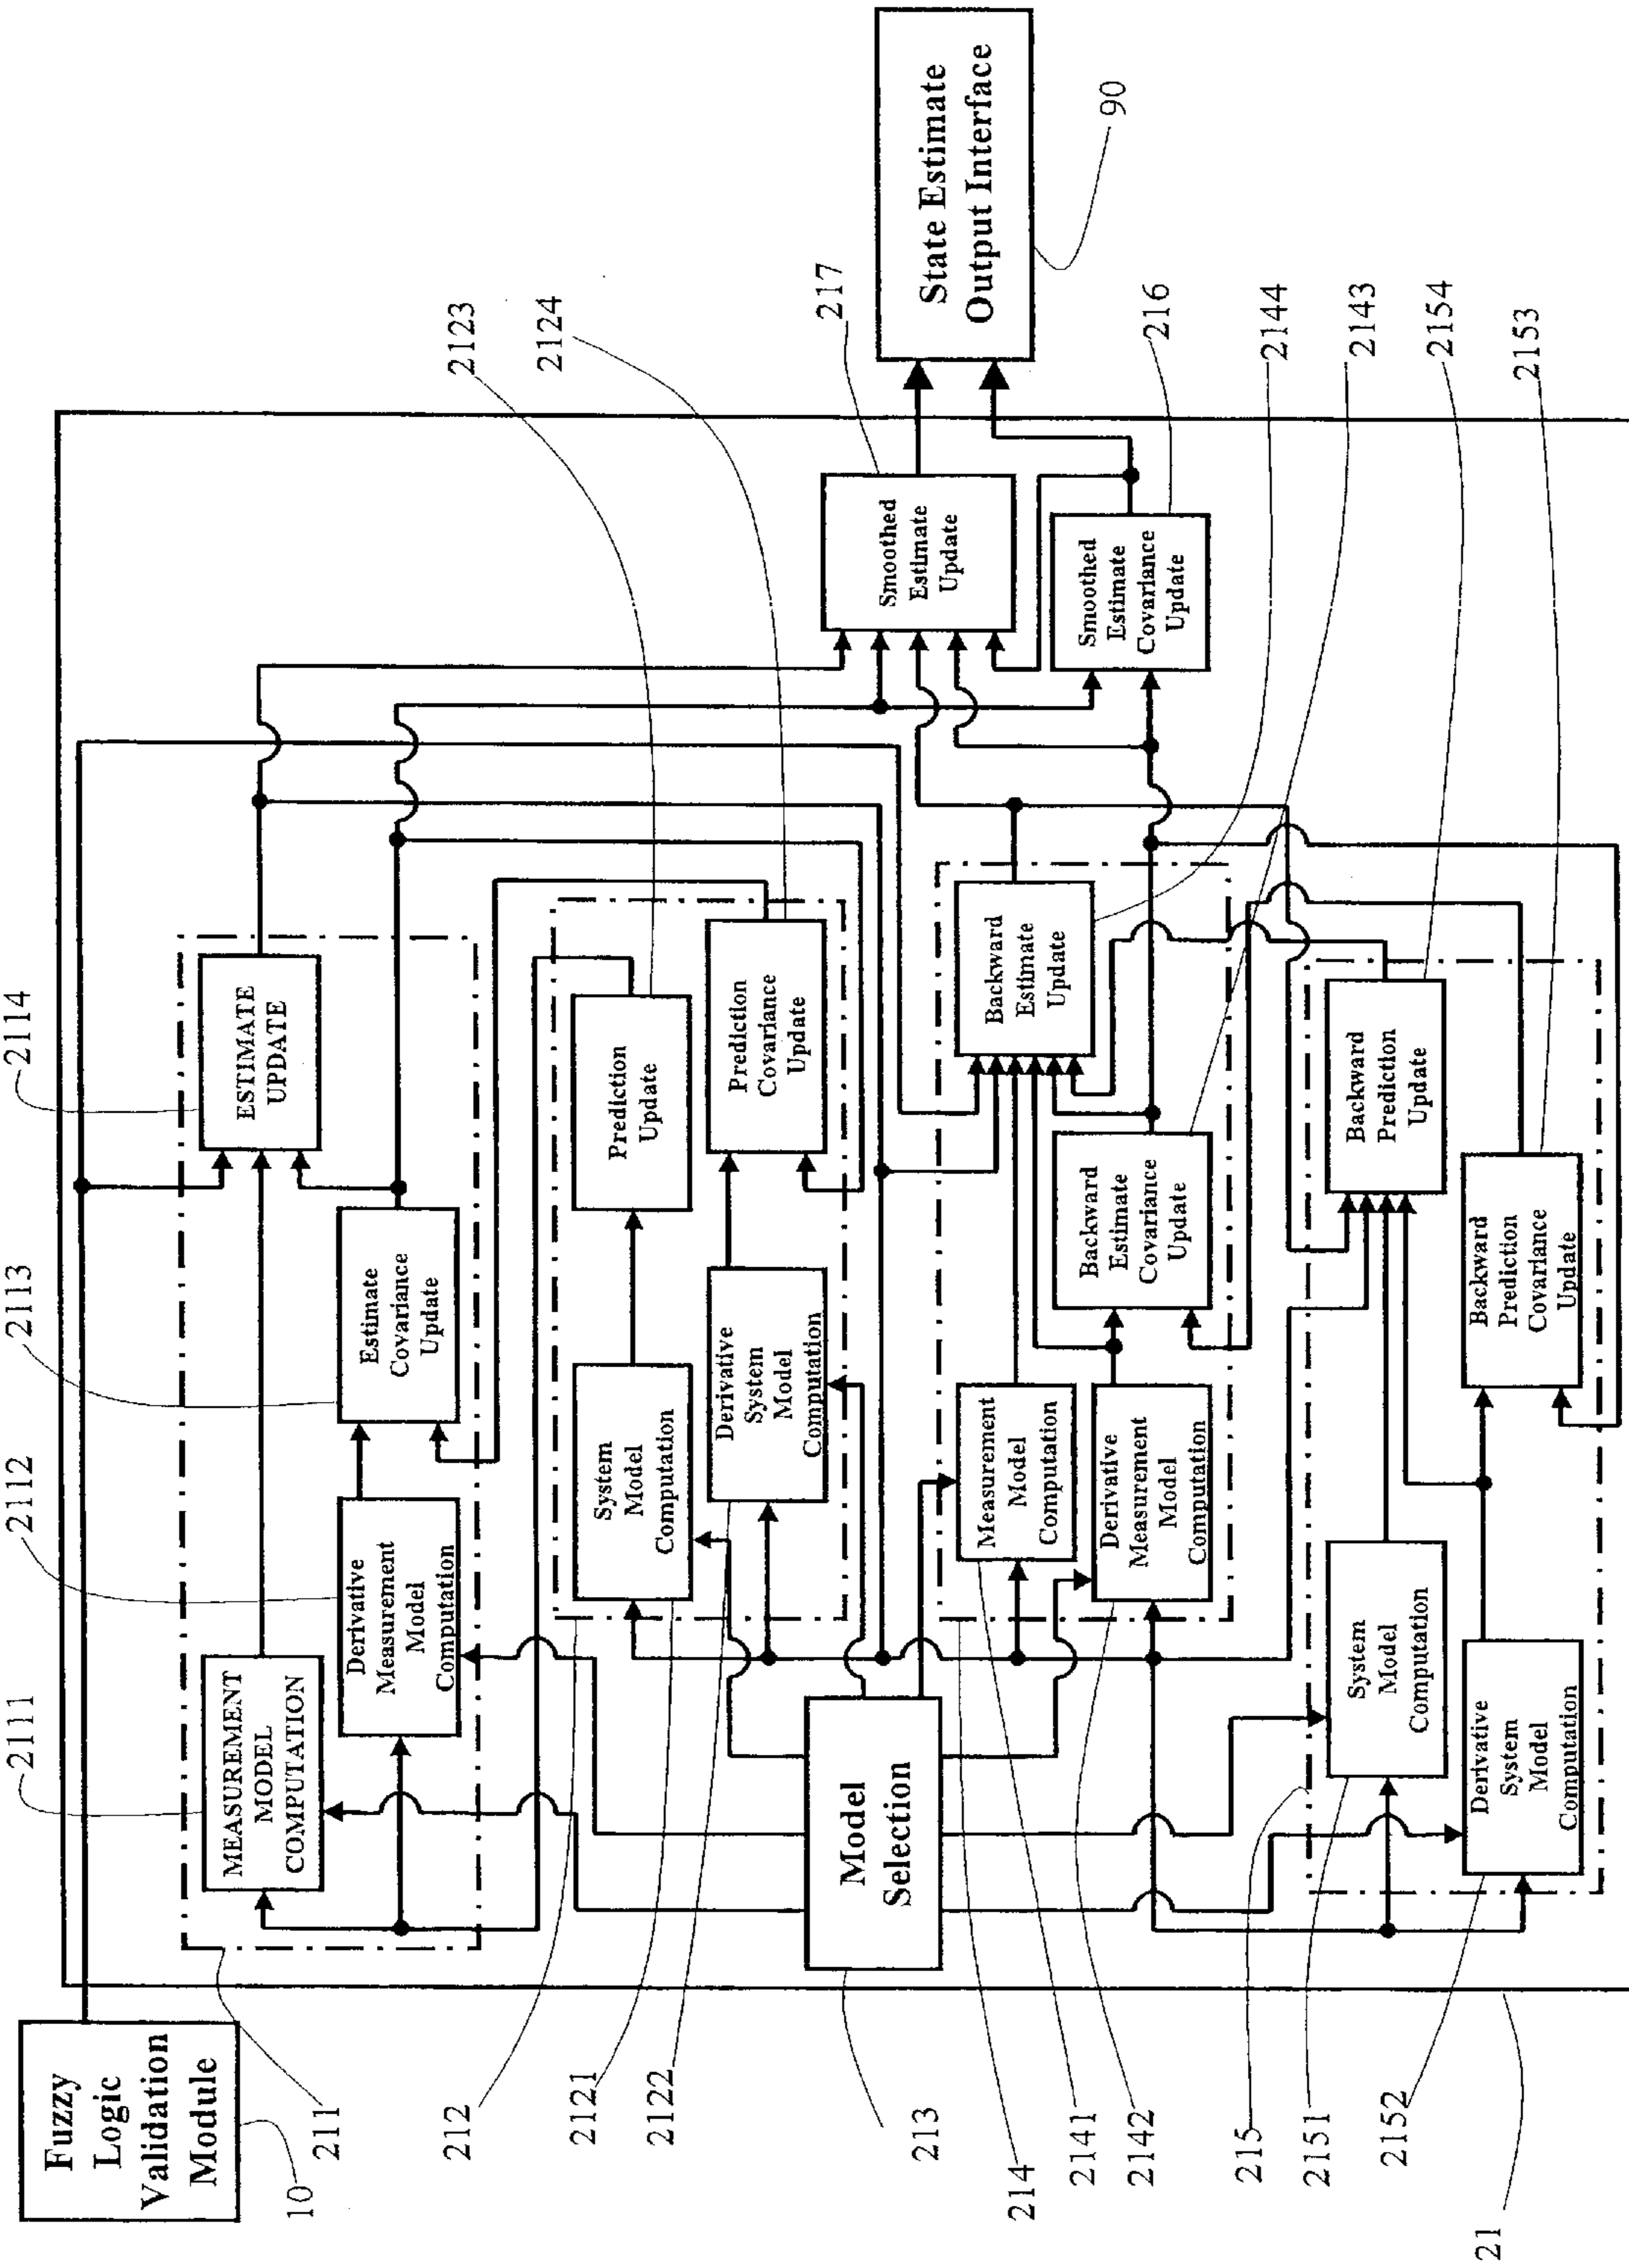 Fuzzy
Logic
Validation
Module
10
211
2111
2112
2113
2114
MEASUREMENT
MODEL
COMPUTATION
ESTIMATE
UPDATE
Derivative
Measurement
Model
Computation
Estimate
Covariance
Update
212
2121
2122
2123
2124
System
Model
Computation
Prediction
Update
Derivative
System
Model
Computation
Prediction
Covariance
Update
213
Model
Selection
217
Smoothed
Estimate
Update
State Estimate
Output Interface
90
216
Smoothed
Estimate
Covariance
Update
214
2141
2142
2144
2143
Measurement
Model
Computation
Backward
Estimate
Update
Derivative
Measurement
Model
Computation
Backward
Estimate
Covariance
Update
215
2151
2152
2154
2153
System
Model
Computation
Backward
Prediction
Update
Derivative
System
Model
Computation
Backward
Prediction
Covariance
Update
21